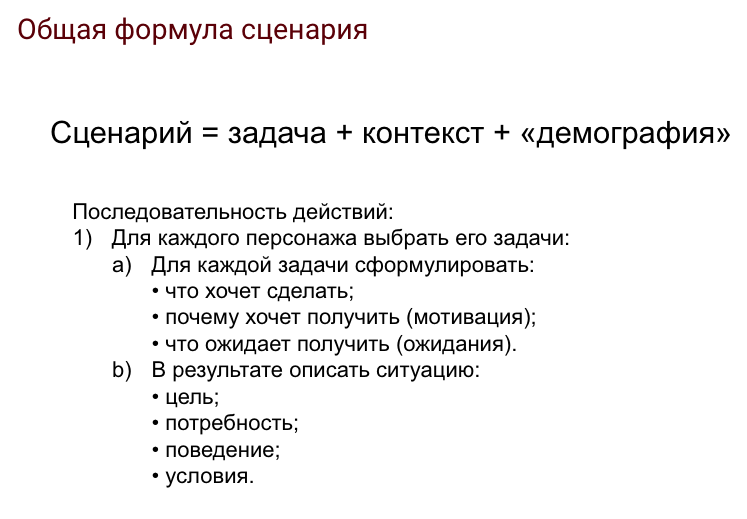 Общая формула сценария
Сценарий = задача + контекст + «демография»
Последовательность действий:
1) Для каждого персонажа выбрать его задачи:
a) Для каждой задачи сформулировать:
• что хочет сделать;
• почему хочет получить (мотивация);
• что ожидает получить (ожидания).
b) В результате описать ситуацию:
• цель;
• потребность;
• поведение;
• условия.